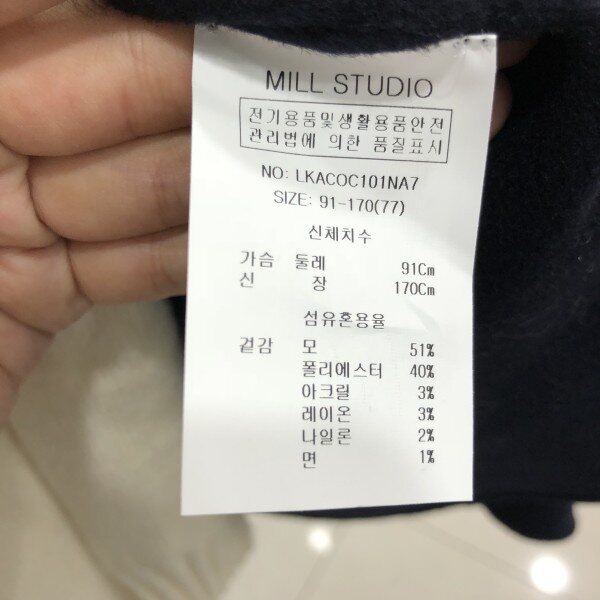 MILL STUDIO
전기용품및생활용품안전
관리법에 의한 품질표시
NO: LKACOC101NA7
SIZE: 91-170(77)
신체치수
가슴 둘레 91Cm
신 장 170Cm
섬유혼용율
겉감 모 51%
폴리에스터 40%
아크릴 3%
레이온 3%
나일론 2%
면 1%